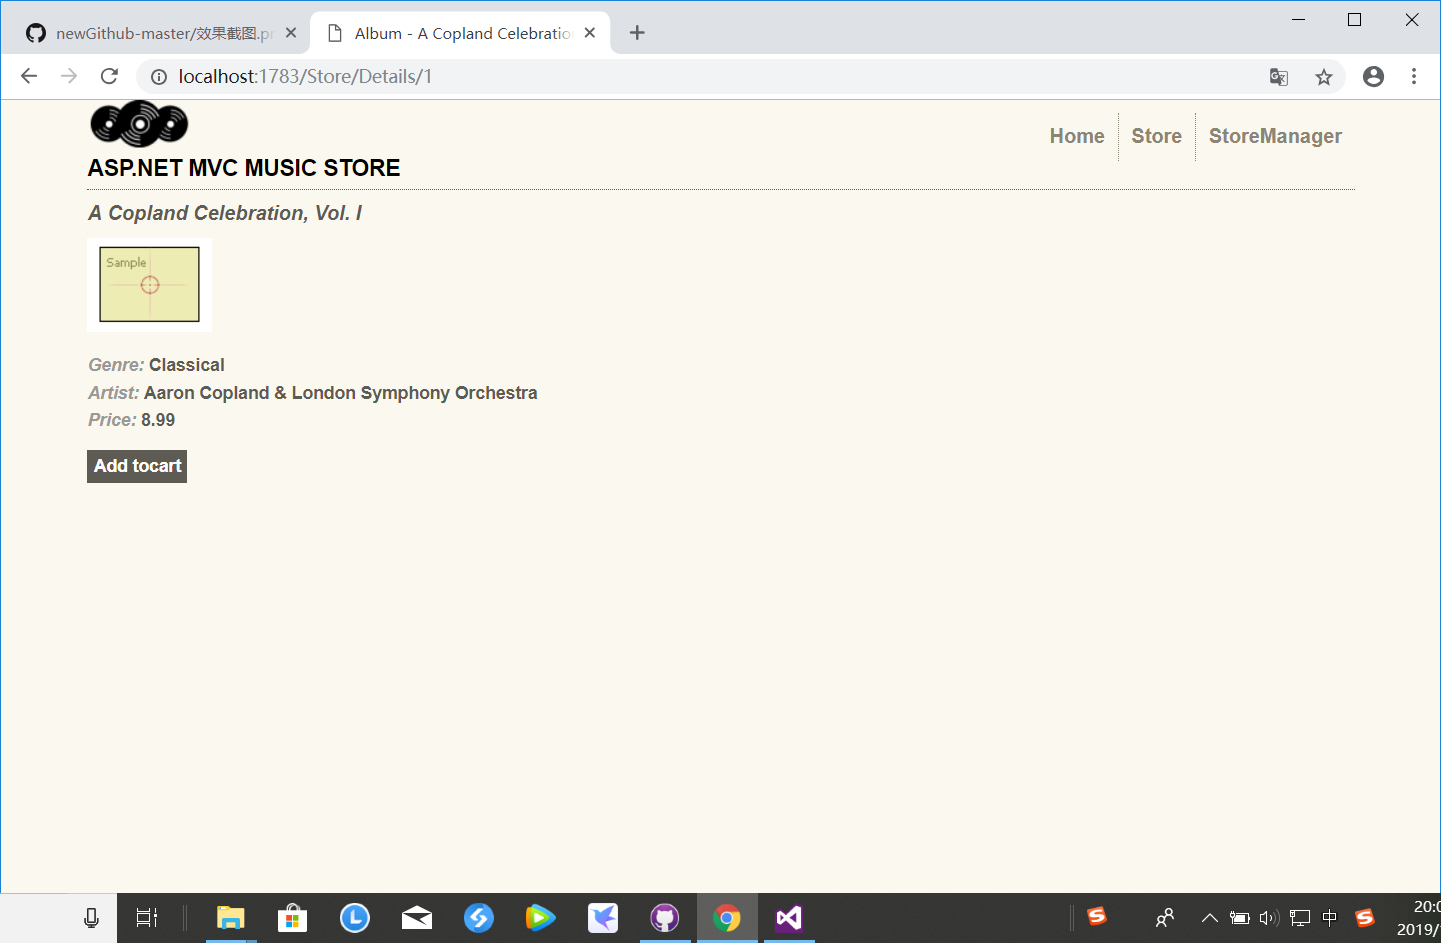 newGithub-master/效果截图.pn
Album - A Copland Celebration
localhost:1783/Store/Details/1
Home
Store
StoreManager
ASP.NET MVC MUSIC STORE
A Copland Celebration, Vol. I
Sample
Genre: Classical
Artist: Aaron Copland & London Symphony Orchestra
Price: 8.99
Add tocart
中
20:0
2019/